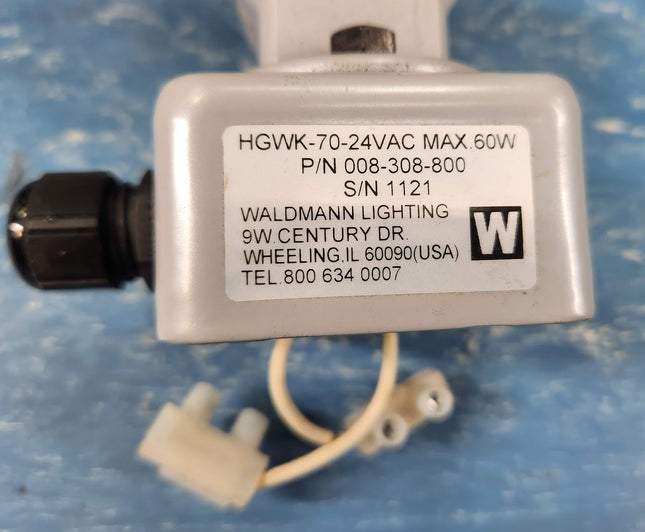 HGWK-70-24VAC MAX.60W
P/N 008-308-800
S/N 1121
WALDMANN LIGHTING
9W.CENTURY DR.
WHEELING,IL 60090(USA)
TEL.800 634 0007
W